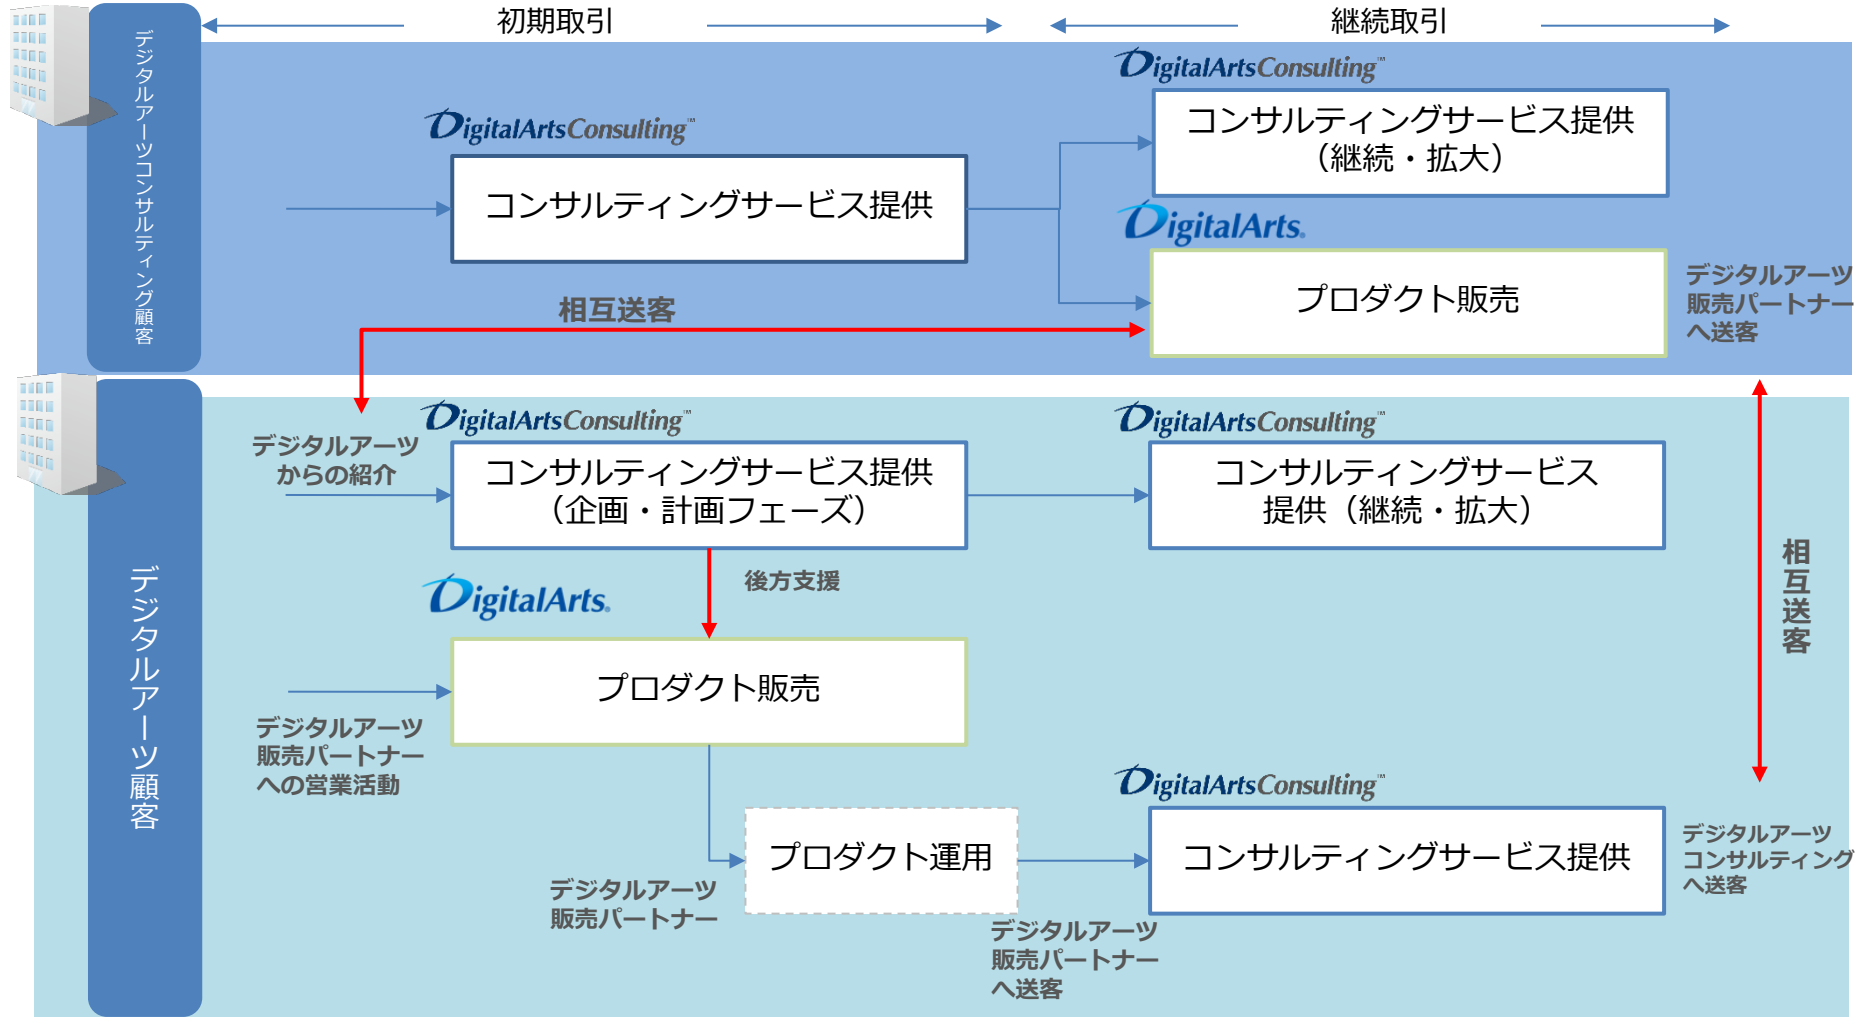 初期取引
継続取引
デジタルアーツコンサルティング顧客
DigitalArtsConsulting™
コンサルティングサービス提供
DigitalArtsConsulting™
コンサルティングサービス提供
（継続・拡大）
DigitalArts®
プロダクト販売
デジタルアーツ
販売パートナー
へ送客
相互送客
デジタルアーツ顧客
デジタルアーツ
からの紹介
DigitalArtsConsulting™
コンサルティングサービス提供
（企画・計画フェーズ）
DigitalArtsConsulting™
コンサルティングサービス
提供（継続・拡大）
後方支援
相互送客
DigitalArts®
プロダクト販売
デジタルアーツ
販売パートナー
への営業活動
プロダクト運用
デジタルアーツ
販売パートナー
DigitalArtsConsulting™
コンサルティングサービス提供
デジタルアーツ
コンサルティング
へ送客
デジタルアーツ
販売パートナー
へ送客